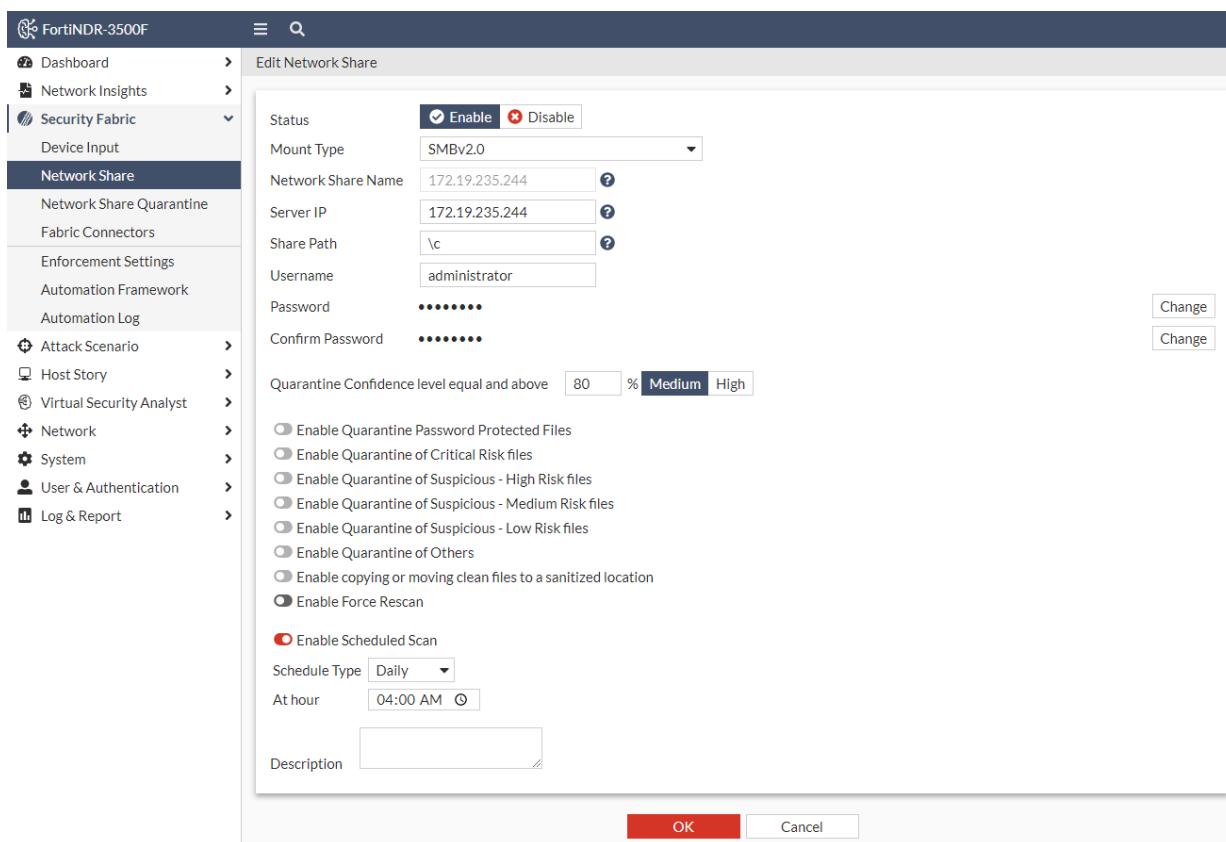 FortiNDR-3500F
Dashboard
Network Insights
Security Fabric
Device Input
Network Share
Network Share Quarantine
Fabric Connectors
Enforcement Settings
Automation Framework
Automation Log
Attack Scenario
Host Story
Virtual Security Analyst
Network
System
User & Authentication
Log & Report
Edit Network Share
Status Enable Disable
Mount Type SMBv2.0
Network Share Name 172.19.235.244
Server IP 172.19.235.244
Share Path \c
Username administrator
Password •••••••• Change
Confirm Password •••••••• Change
Quarantine Confidence level equal and above 80 % Medium High
Enable Quarantine Password Protected Files
Enable Quarantine of Critical Risk files
Enable Quarantine of Suspicious - High Risk files
Enable Quarantine of Suspicious - Medium Risk files
Enable Quarantine of Suspicious - Low Risk files
Enable Quarantine of Others
Enable copying or moving clean files to a sanitized location
Enable Force Rescan
Enable Scheduled Scan
Schedule Type Daily
At hour 04:00 AM
Description
OK Cancel